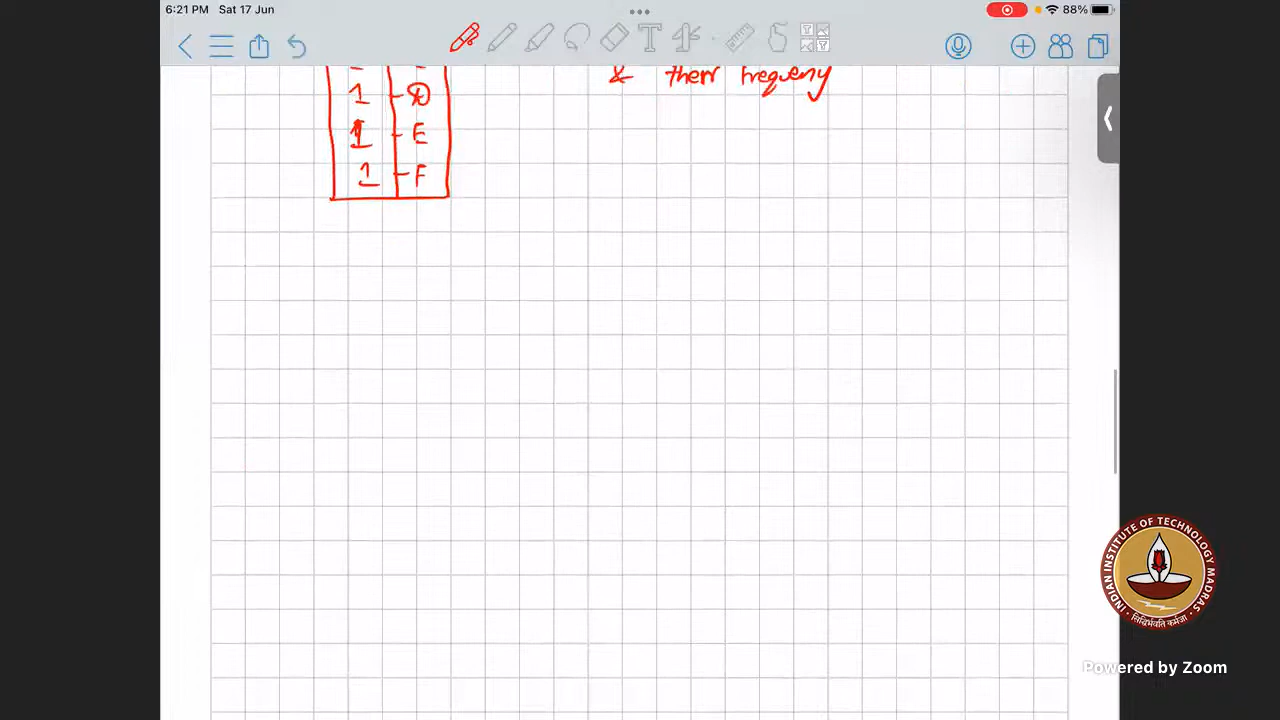 6:21 PM Sat 17 Jun
88%
& their frequency
1 - D
1 - E
1 - F
INDIAN INSTITUTE OF TECHNOLOGY MADRAS
सिद्धिर्भवति कर्मजा
Powered by Zoom